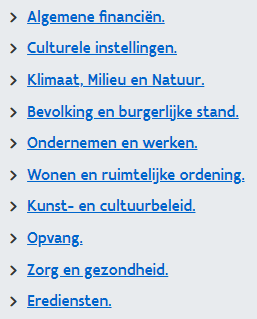 Algemene financiën.
Culturele instellingen.
Klimaat, Milieu en Natuur.
Bevolking en burgerlijke stand.
Ondernemen en werken.
Wonen en ruimtelijke ordening.
Kunst- en cultuurbeleid.
Opvang.
Zorg en gezondheid.
Erediensten.